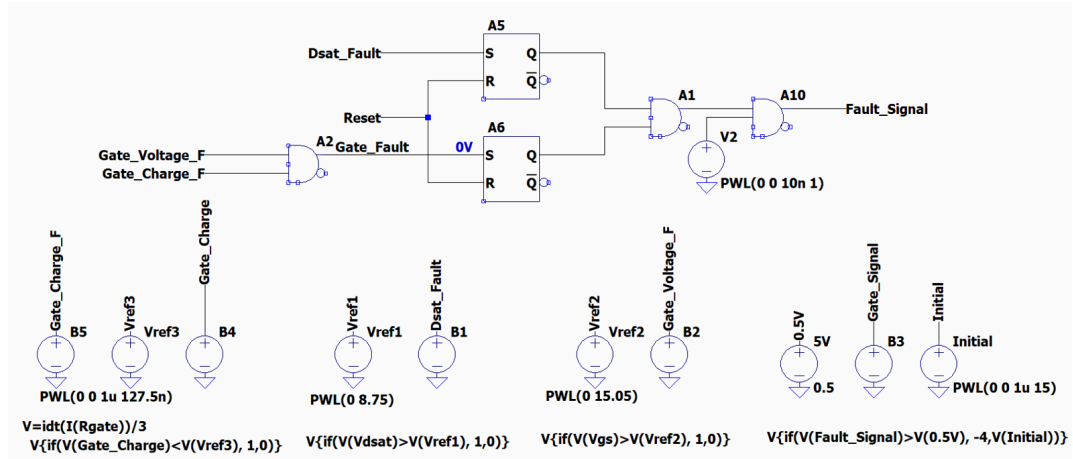 A5
Dsat_Fault
S
Q
R
Q
A1
A10
Fault_Signal
Reset
A6
A2
Gate_Fault
0V
S
Q
V2
Gate_Voltage_F
Gate_Charge_F
R
Q
PWL(0 0 10n 1)
Gate_Charge_F
B5
Vref3
Vref3
Gate_Charge
B4
Vref1
Vref1
Dsat_Fault
B1
Vref2
Vref2
Gate_Voltage_F
B2
0.5V
5V
0.5
Gate_Signal
B3
Initial
Initial
PWL(0 0 1u 127.5n)
PWL(0 8.75)
PWL(0 15.05)
PWL(0 0 1u 15)
V=idt(I(Rgate))/3
V{if(V(Gate_Charge)<V(Vref3), 1,0)}
V{if(V(Vdsat)>V(Vref1), 1,0)}
V{if(V(Vgs)>V(Vref2), 1,0)}
V{if(V(Fault_Signal)>V(0.5V), -4,V(Initial))}